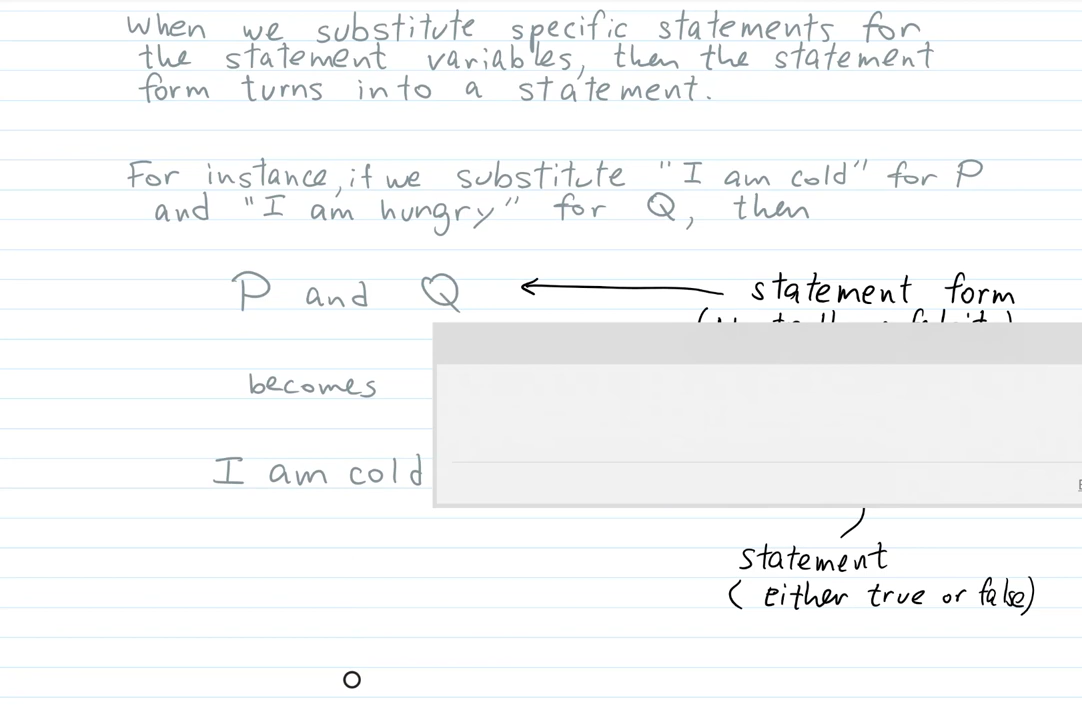 When we substitute specific statements for
the statement variables, then the statement
form turns into a statement.
For instance, if we substitute "I am cold" for P
and "I am hungry" for Q, then
P and Q
statement form
becomes
I am cold
statement
(either true or false)